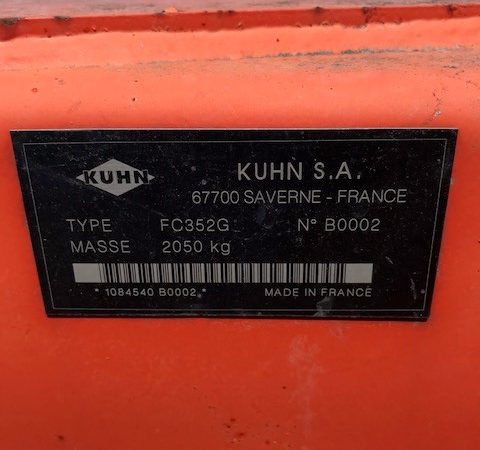 KUHN
KUHN S.A.
67700 SAVERNE - FRANCE
TYPE FC352G N° B0002
MASSE 2050 kg
* 1084540 B0002 * MADE IN FRANCE